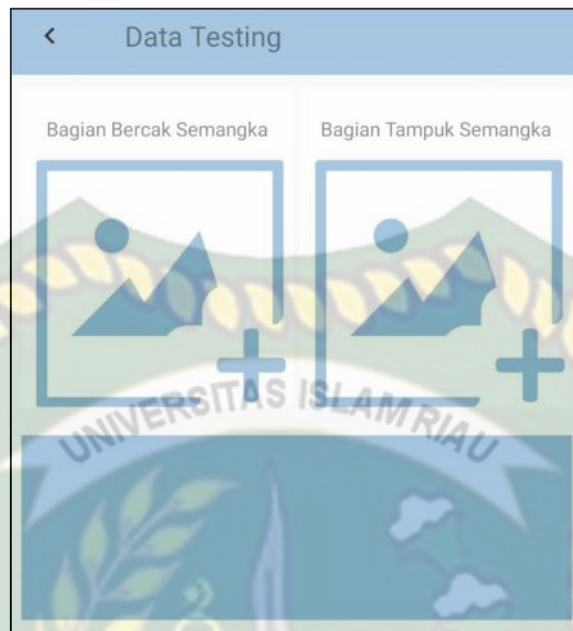 Data Testing
Bagian Bercak Semangka
Bagian Tampuk Semangka
UNIVERSITAS ISLAM RIAU